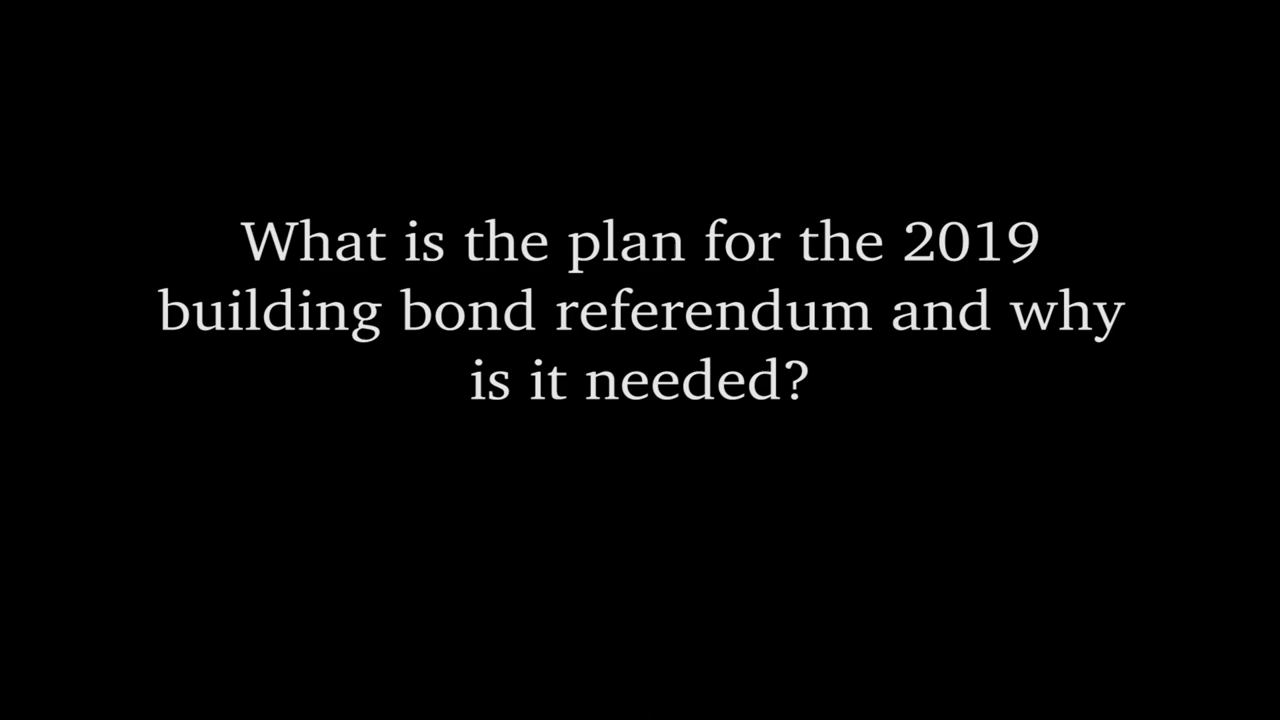 What is the plan for the 2019
building bond referendum and why
is it needed?